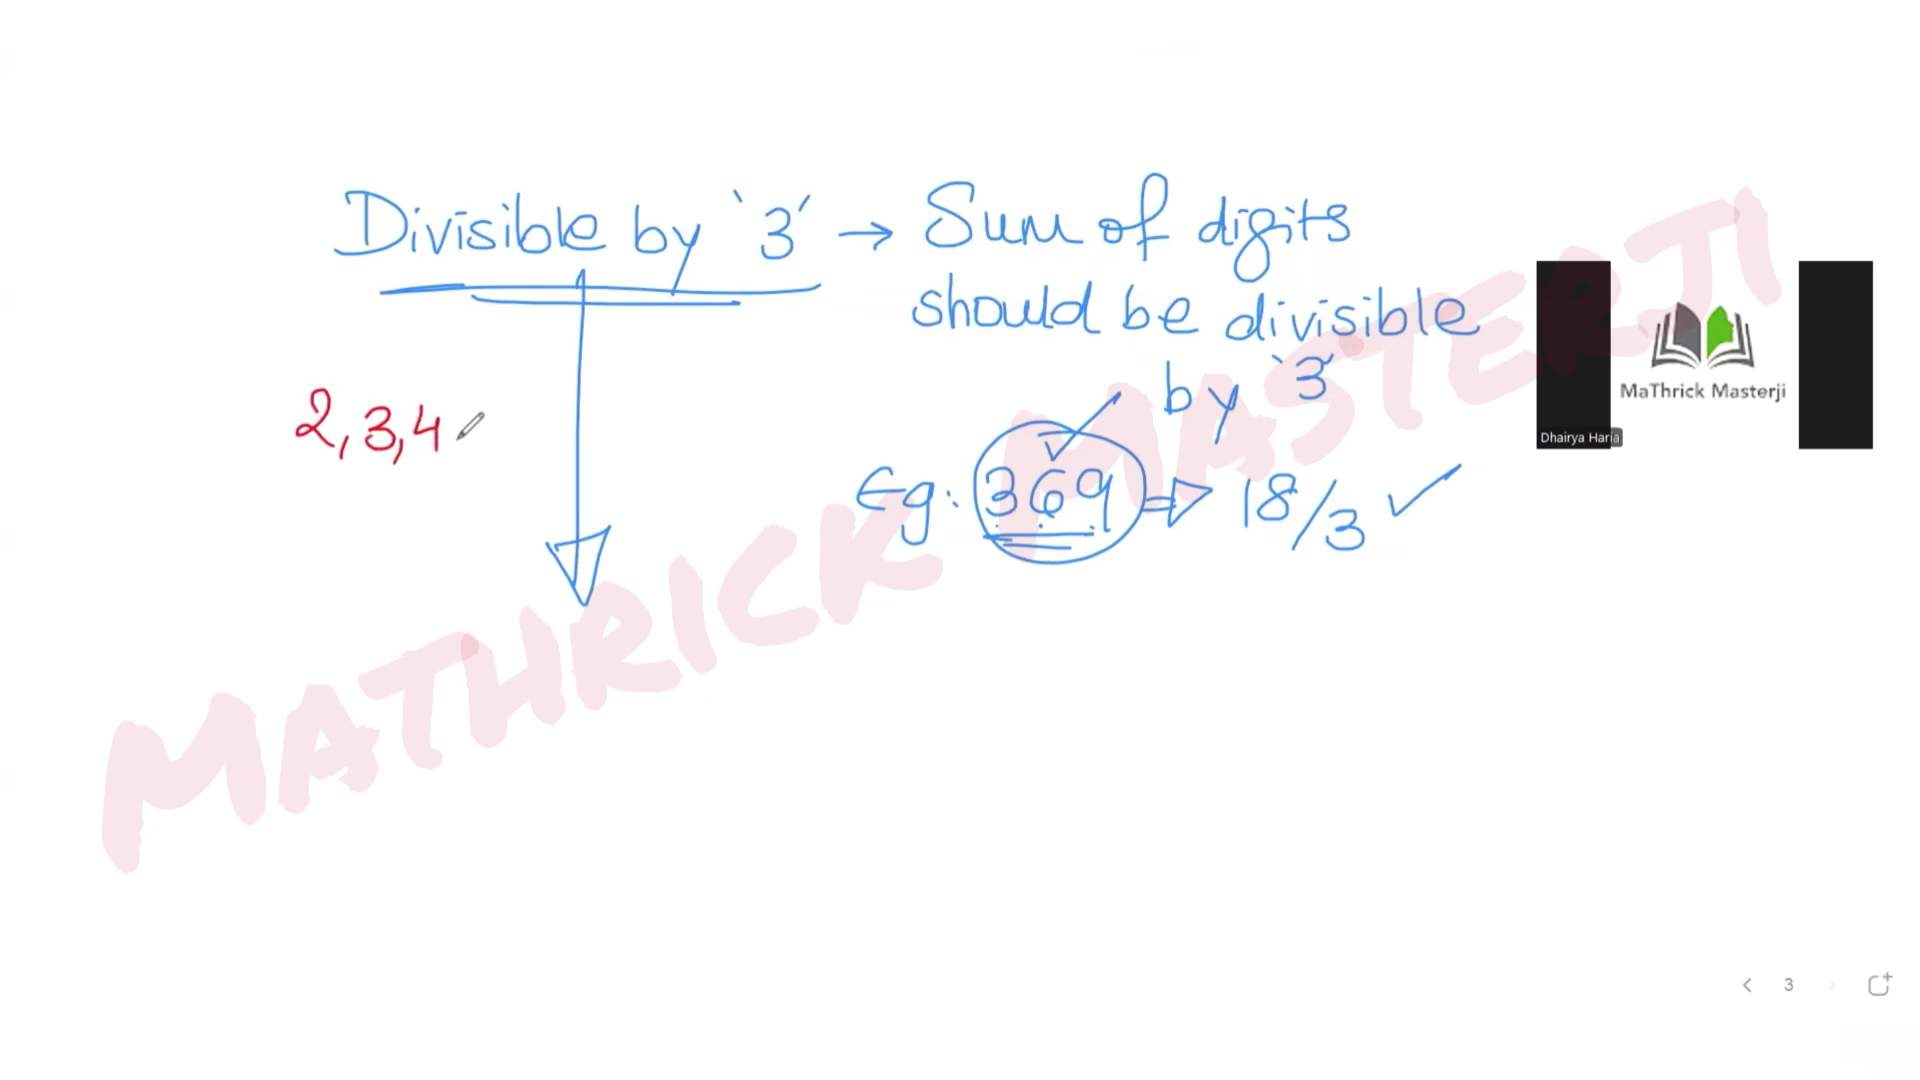 Divisible by '3' → Sum of digits
should be divisible
by '3'
2, 3, 4
Eg: 369 ⇒ 18/3 ✓
MATHRICK MASTERJI
MaThrick Masterji
Dhairya Haria
3